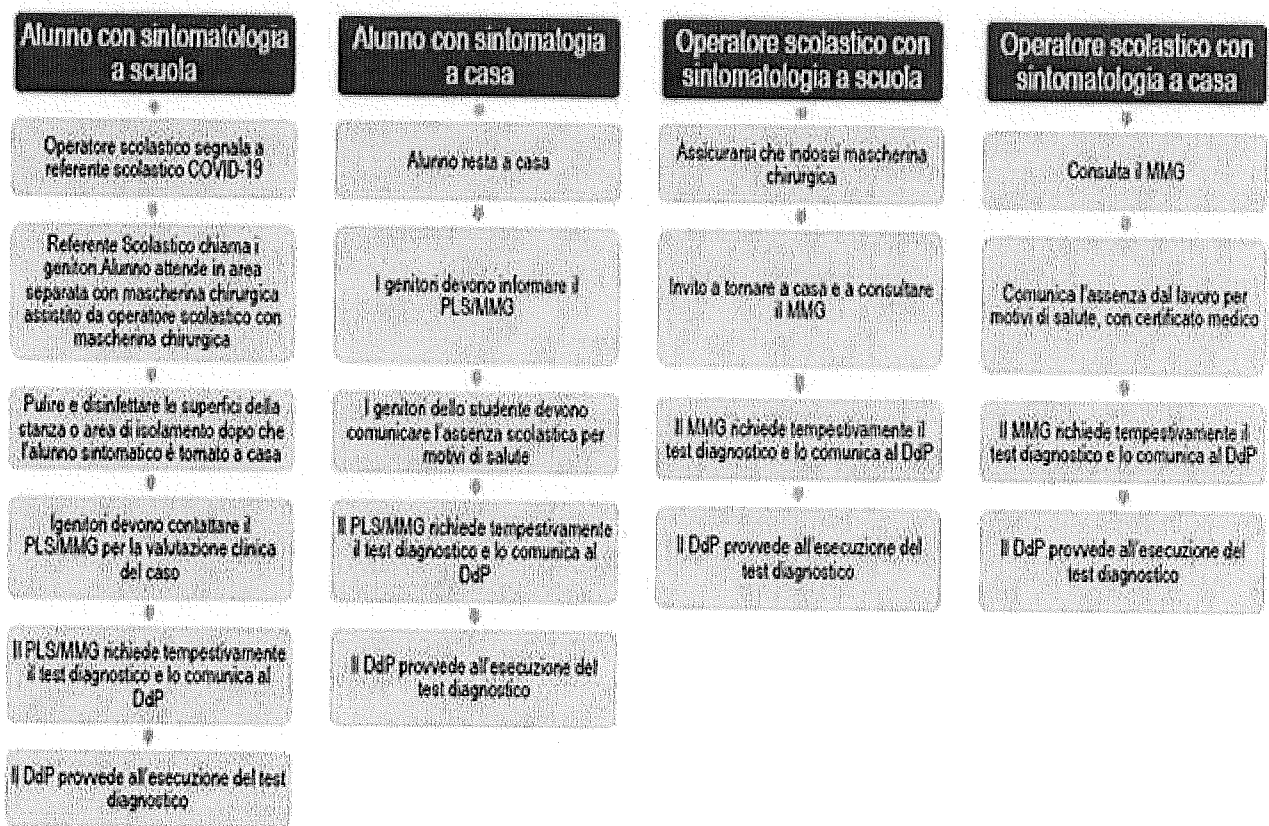 Alunno con sintomatologia
a scuola
Operatore scolastico segnala a
referente scolastico COVID-19
Referente Scolastico chiama i
genitori Alunno attende in area
separata con mascherina chirurgica
assistito da operatore scolastico con
mascherina chirurgica
Pulire e disinfettare le superfici della
stanza o area di isolamento dopo che
l'alunno sintomatico è tornato a casa
I genitori devono contattare il
PLS/MMG per la valutazione clinica
del caso
Il PLS/MMG richiede tempestivamente
il test diagnostico e lo comunica al
DdP
Il DdP provvede all'esecuzione del test
diagnostico
Alunno con sintomatogia
a casa
Alunno resta a casa
I genitori devono informare il
PLS/MMG
I genitori dello studente devono
comunicare l'assenza scolastica per
motivi di salute
Il PLS/MMG richiede tempestivamente
il test diagnostico e lo comunica al
DdP
Il DdP provvede all'esecuzione del
test diagnostico
Operatore scolastico con
sintomatologia a scuola
Assicurarsi che indossi mascherina
chirurgica
Invito a tornare a casa e a consultare
il MMG
Il MMG richiede tempestivamente il
test diagnostico e lo comunica al DdP
Il DdP provvede all'esecuzione del
test diagnostico
Operatore scolastico con
sintomatologia a casa
Consulta il MMG
Comunica l'assenza dal lavoro per
motivi di salute, con certificato medico
Il MMG richiede tempestivamente il
test diagnostico e lo comunica al DdP
Il DdP provvede all'esecuzione del
test diagnostico